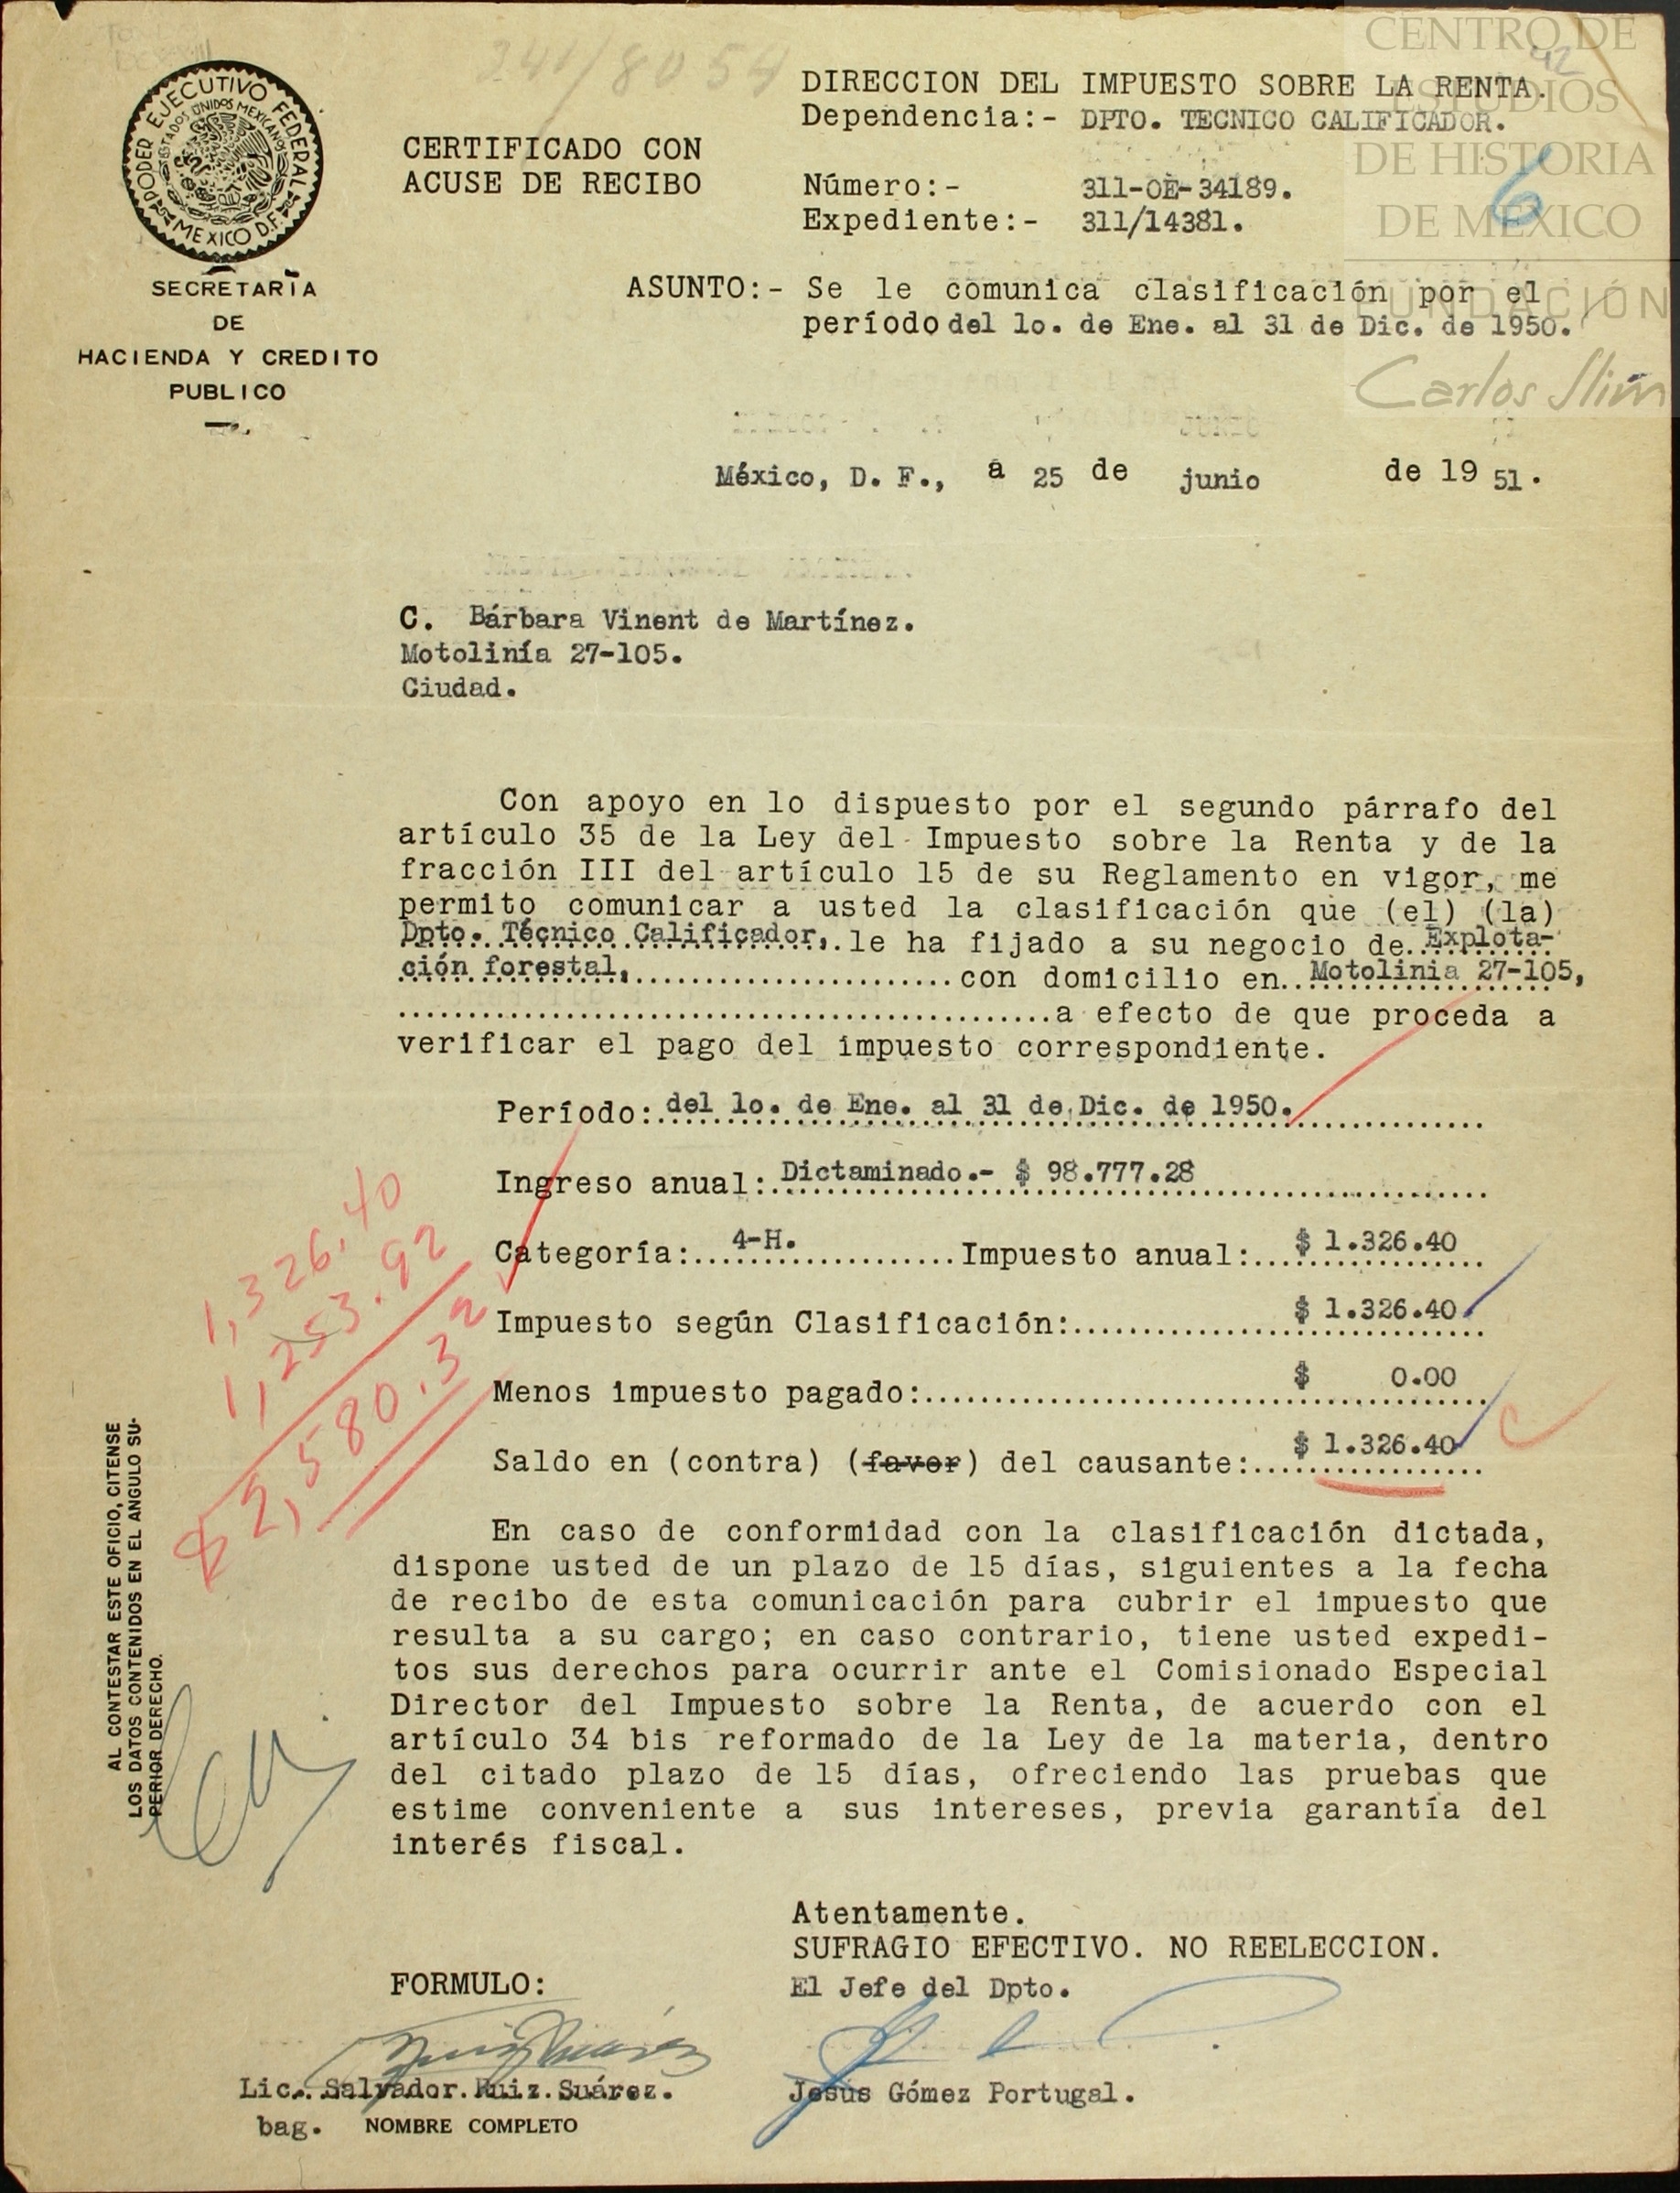 241/8054
CENTRO DE
ESTUDIOS
DE HISTORIA
DE MÉXICO
FUNDACIÓN
Carlos Slim
42
6
PODER EJECUTIVO FEDERAL
ESTADOS UNIDOS MEXICANOS
MEXICO D.F.
SECRETARIA
DE
HACIENDA Y CREDITO
PUBLICO
CERTIFICADO CON
ACUSE DE RECIBO
DIRECCION DEL IMPUESTO SOBRE LA RENTA.
Dependencia:- DPTO. TECNICO CALIFICADOR.
Número:- 311-OE-34189.
Expediente:- 311/14381.
ASUNTO:- Se le comunica clasificación por el
período del 1o. de Ene. al 31 de Dic. de 1950.
México, D. F., a 25 de junio de 19 51.
C. Bárbara Vinent de Martínez.
Motolinía 27-105.
Ciudad.
Con apoyo en lo dispuesto por el segundo párrafo del
artículo 35 de la Ley del Impuesto sobre la Renta y de la
fracción III del artículo 15 de su Reglamento en vigor, me
permito comunicar a usted la clasificación que (el) (la)
Dpto. Técnico Calificador, le ha fijado a su negocio de Explota-
ción forestal, con domicilio en Motolinia 27-105,
a efecto de que proceda a
verificar el pago del impuesto correspondiente.
Período: del 1o. de Ene. al 31 de Dic. de 1950.
Ingreso anual: Dictaminado.- $ 98.777.28
Categoría: 4-H. Impuesto anual: $ 1.326.40
Impuesto según Clasificación: $ 1.326.40
Menos impuesto pagado: $ 0.00
Saldo en (contra) (favor) del causante: $ 1.326.40
1,326.40
1,253.92
$2,580.32
En caso de conformidad con la clasificación dictada,
dispone usted de un plazo de 15 días, siguientes a la fecha
de recibo de esta comunicación para cubrir el impuesto que
resulta a su cargo; en caso contrario, tiene usted expedi-
tos sus derechos para ocurrir ante el Comisionado Especial
Director del Impuesto sobre la Renta, de acuerdo con el
artículo 34 bis reformado de la Ley de la materia, dentro
del citado plazo de 15 días, ofreciendo las pruebas que
estime conveniente a sus intereses, previa garantía del
interés fiscal.
AL CONTESTAR ESTE OFICIO, CITENSE
LOS DATOS CONTENIDOS EN EL ANGULO SU-
PERIOR DERECHO.
Atentamente.
SUFRAGIO EFECTIVO. NO REELECCION.
FORMULO:
El Jefe del Dpto.
Lic. Salvador Ruiz Suárez.
Jesús Gómez Portugal.
bag. NOMBRE COMPLETO